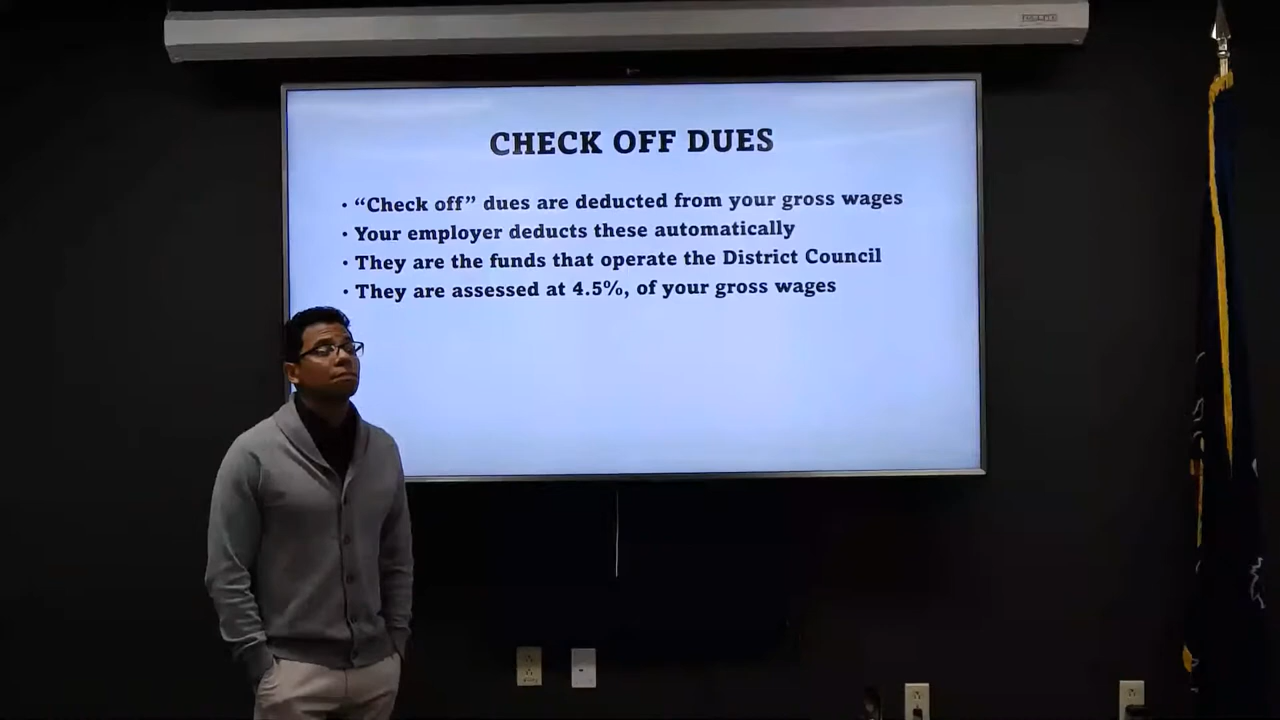 CHECK OFF DUES
• “Check off” dues are deducted from your gross wages
• Your employer deducts these automatically
• They are the funds that operate the District Council
• They are assessed at 4.5%, of your gross wages